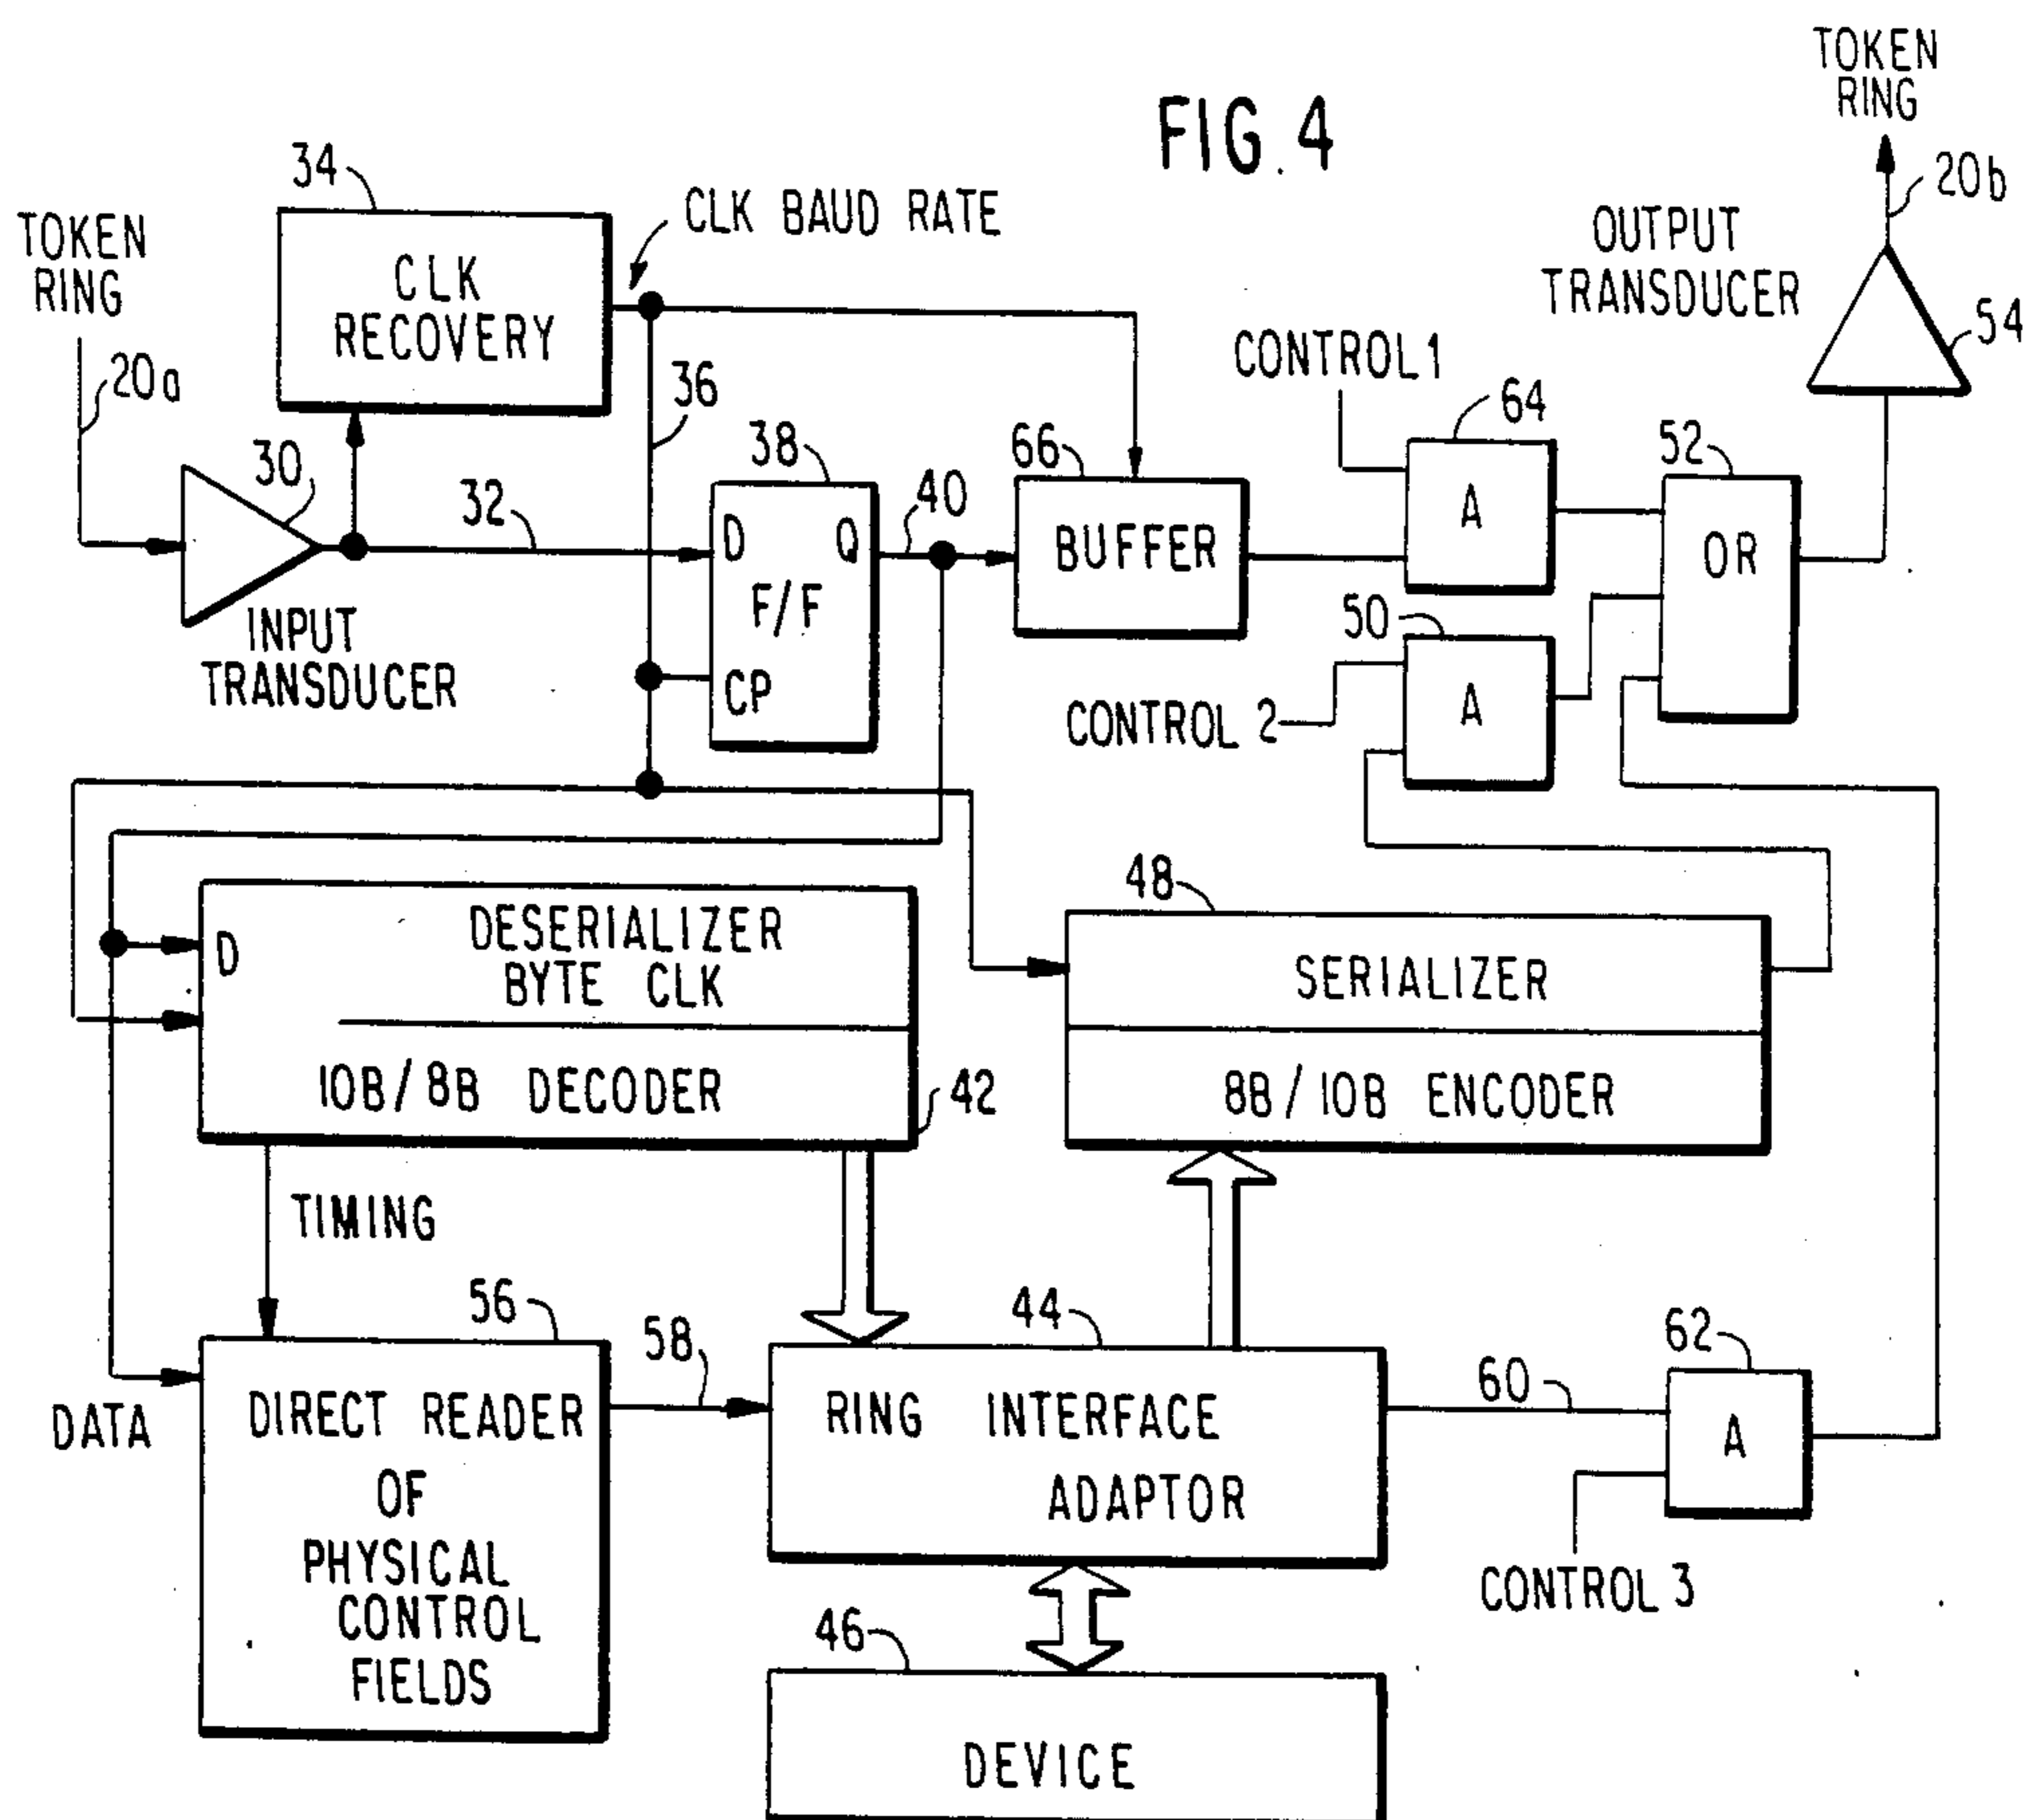 FIG. 4
TOKEN
RING
20b
OUTPUT
TRANSDUCER
54
34
CLK BAUD RATE
TOKEN
RING
20a
CLK
RECOVERY
36
CONTROL 1
64
52
30
32
38
D
Q
F/F
CP
40
66
BUFFER
A
OR
INPUT
TRANSDUCER
50
A
CONTROL 2
D
DESERIALIZER
BYTE CLK
10B/8B DECODER
42
48
SERIALIZER
8B/10B ENCODER
TIMING
56
58
44
60
62
DATA
DIRECT READER
OF
PHYSICAL
CONTROL
FIELDS
RING INTERFACE
ADAPTOR
A
CONTROL 3
46
DEVICE